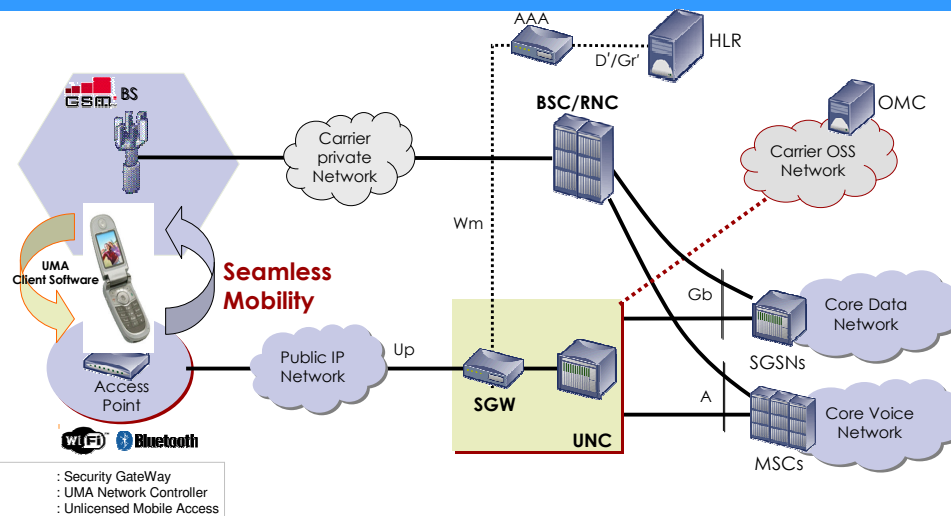 AAA
HLR
D'/Gr'
GSM
BS
BSC/RNC
OMC
Carrier
private
Network
Carrier OSS
Network
Wm
UMA
Client Software
Seamless
Mobility
Gb
Core Data
Network
SGSNs
Public IP
Network
Up
Access
Point
SGW
UNC
A
Core Voice
Network
MSCs
Wi Fi
Bluetooth
: Security GateWay
: UMA Network Controller
: Unlicensed Mobile Access